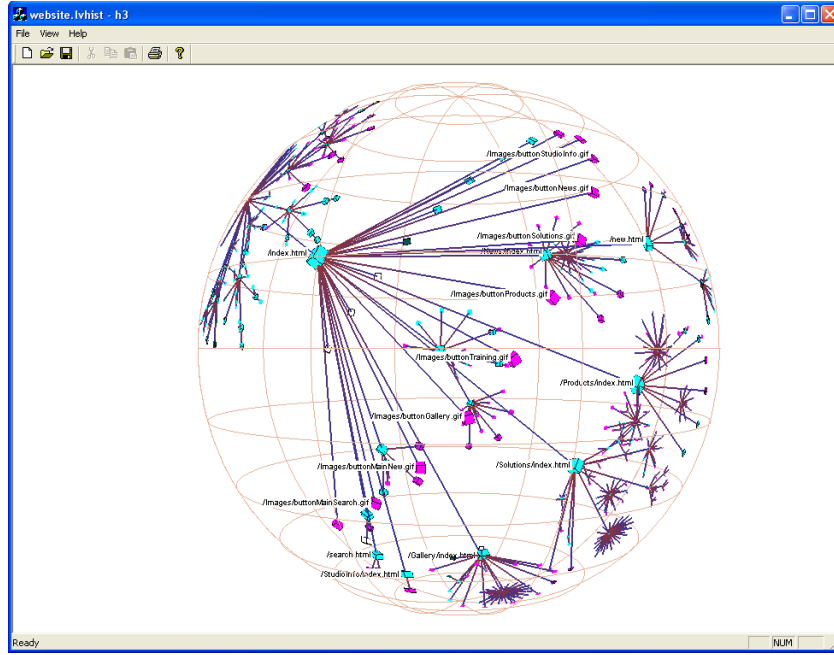 website.lvhist - h3
File View Help
/Images/buttonStudioInfo.gif
/Images/buttonNews.gif
/Images/buttonSolutions.gif
/new.html
/index.html
/News/index.html
/Images/buttonProducts.gif
/Images/buttonTraining.gif
/Products/index.html
/Images/buttonGallery.gif
/Solutions/index.html
/Images/buttonMainNew.gif
/Images/buttonMainSearch.gif
/search.html
/Gallery/index.html
/StudioInfo/index.html
Ready
NUM